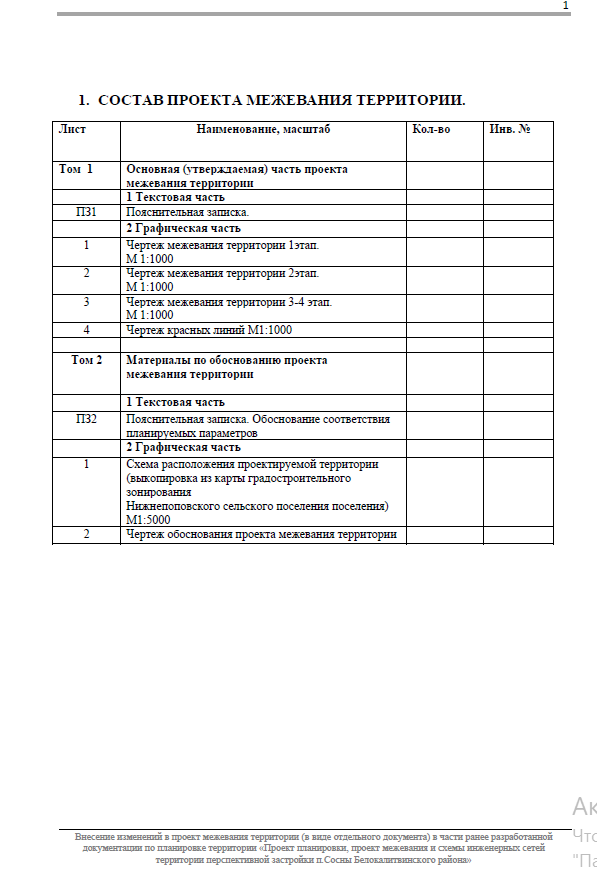 1
1. СОСТАВ ПРОЕКТА МЕЖЕВАНИЯ ТЕРРИТОРИИ.
Лист Наименование, масштаб Кол-во Инв. №
Том 1 Основная (утверждаемая) часть проекта
межевания территории
1 Текстовая часть
ПЗ1 Пояснительная записка.
2 Графическая часть
1 Чертеж межевания территории 1этап.
М 1:1000
2 Чертеж межевания территории 2этап.
М 1:1000
3 Чертеж межевания территории 3-4 этап.
М 1:1000
4 Чертеж красных линий М1:1000
Том 2 Материалы по обоснованию проекта
межевания территории
1 Текстовая часть
ПЗ2 Пояснительная записка. Обоснование соответствия
планируемых параметров
2 Графическая часть
1 Схема расположения проектируемой территории
(выкопировка из карты градостроительного
зонирования
Нижнепоповского сельского поселения поселения)
М1:5000
2 Чертеж обоснования проекта межевания территории
Внесение изменений в проект межевания территории (в виде отдельного документа) в части ранее разработанной
документации по планировке территории «Проект планировки, проект межевания и схемы инженерных сетей
территории перспективной застройки п.Сосны Белокалитвинского района»
Ак
Что
"Па